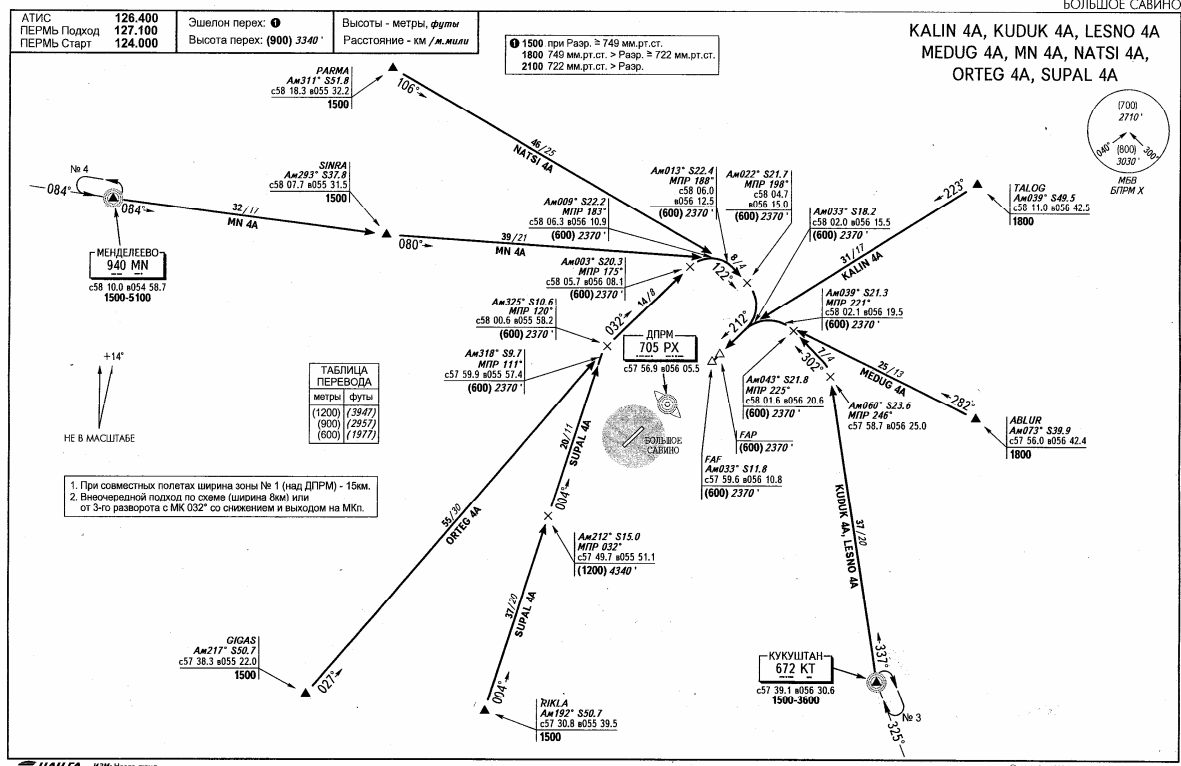 БОЛЬШОЕ САВИНО
АТИС 126.400
ПЕРМЬ Подход 127.100
ПЕРМЬ Старт 124.000
Эшелон перех: ❶
Высота перех: (900) 3340 '
Высоты - метры, футы
Расстояние - км /м.мили
❶ 1500 при Разр. ≥ 749 мм.рт.ст.
1800 749 мм.рт.ст. > Разр. ≥ 722 мм.рт.ст.
2100 722 мм.рт.ст. > Разр.
KALIN 4A, KUDUK 4A, LESNO 4A
MEDUG 4A, MN 4A, NATSI 4A,
ORTEG 4A, SUPAL 4A
(700)
2710'
040°
(800)
3030'
300°
МБВ
БПРМ X
PARMA
Ам311° S51.8
с58 18.3 в055 32.2
1500
106°
46/25
NATSI 4A
№ 4
084°
084°
МЕНДЕЛЕЕВО
940 MN
с58 10.0 в054 58.7
1500-5100
32/17
MN 4A
SINRA
Ам293° S37.8
с58 07.7 в055 31.5
1500
080°
39/21
MN 4A
Ам009° S22.2
МПР 183°
с58 06.3 в056 10.9
(600) 2370 '
Ам013° S22.4
МПР 188°
с58 06.0
в056 12.5
(600) 2370 '
Ам022° S21.7
МПР 198°
с58 04.7
в056 15.0
(600) 2370 '
Ам033° S18.2
с58 02.0 в056 15.5
(600) 2370 '
223°
TALOG
Ам039° S49.5
с58 11.0 в056 42.5
1800
31/17
KALIN 4A
8/4
122°
Ам003° S20.3
МПР 175°
с58 05.7 в056 08.1
(600) 2370 '
Ам325° S10.6
МПР 120°
с58 00.6 в055 58.2
(600) 2370 '
14/8
032°
Ам318° S9.7
МПР 111°
с57 59.9 в055 57.4
(600) 2370 '
ДПРМ
705 PX
с57 56.9 в056 05.5
212°
Ам039° S21.3
МПР 221°
с58 02.1 в056 19.5
(600) 2370 '
7/4
302°
25/13
MEDUG 4A
282°
ABLUR
Ам073° S39.9
с57 56.0 в056 42.4
1800
Ам043° S21.8
МПР 225°
с58 01.6 в056 20.6
(600) 2370 '
Ам060° S23.6
МПР 246°
с57 58.7 в056 25.0
FAP
(600) 2370 '
FAF
Ам033° S11.8
с57 59.6 в056 10.8
(600) 2370 '
БОЛЬШОЕ
САВИНО
+14°
НЕ В МАСШТАБЕ
ТАБЛИЦА
ПЕРЕВОДА
метры футы
(1200) (3947)
(900) (2957)
(600) (1977)
1. При совместных полетах ширина зоны № 1 (над ДПРМ) - 15км.
2. Внеочередной подход по схеме (ширина 8км) или
от 3-го разворота с МК 032° со снижением и выходом на МКп.
20/11
SUPAL 4A
004°
Ам212° S15.0
МПР 032°
с57 49.7 в055 51.1
(1200) 4340 '
55/30
ORTEG 4A
GIGAS
Ам217° S50.7
с57 38.3 в055 22.0
1500
027°
37/20
SUPAL 4A
004°
RIKLA
Ам192° S50.7
с57 30.8 в055 39.5
1500
37/20
KUDUK 4A, LESNO 4A
КУКУШТАН
672 KT
с57 39.1 в056 30.6
1500-3600
337°
№ 3
325°